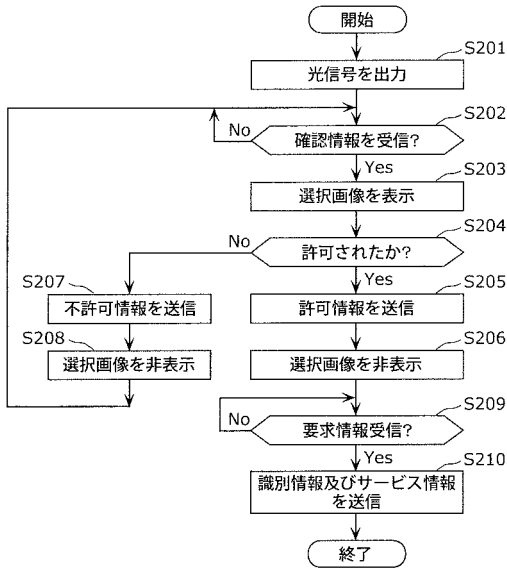 開始
S201
光信号を出力
S202
No
確認情報を受信?
Yes
S203
選択画像を表示
S204
No
許可されたか?
Yes
S207
S205
不許可情報を送信
許可情報を送信
S208
S206
選択画像を非表示
選択画像を非表示
S209
No
要求情報受信?
Yes
S210
識別情報及びサービス情報
を送信
終了